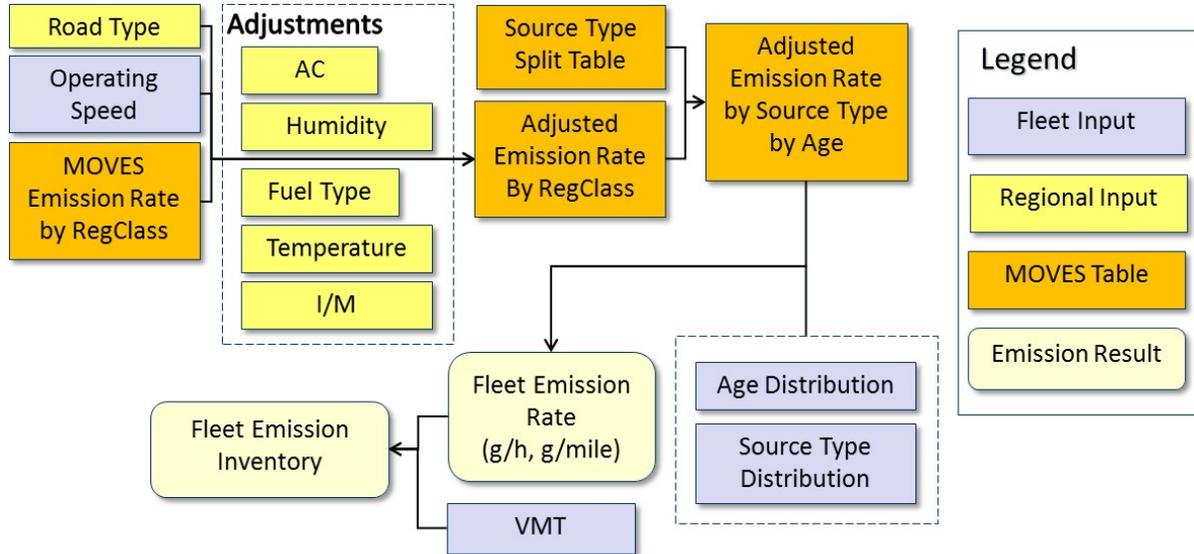 Road Type
Operating
Speed
MOVES
Emission Rate
by RegClass
Adjustments
AC
Humidity
Fuel Type
Temperature
I/M
Source Type
Split Table
Adjusted
Emission Rate
By RegClass
Adjusted
Emission Rate
by Source Type
by Age
Fleet Emission
Rate
(g/h, g/mile)
Fleet Emission
Inventory
VMT
Age Distribution
Source Type
Distribution
Legend
Fleet Input
Regional Input
MOVES Table
Emission Result